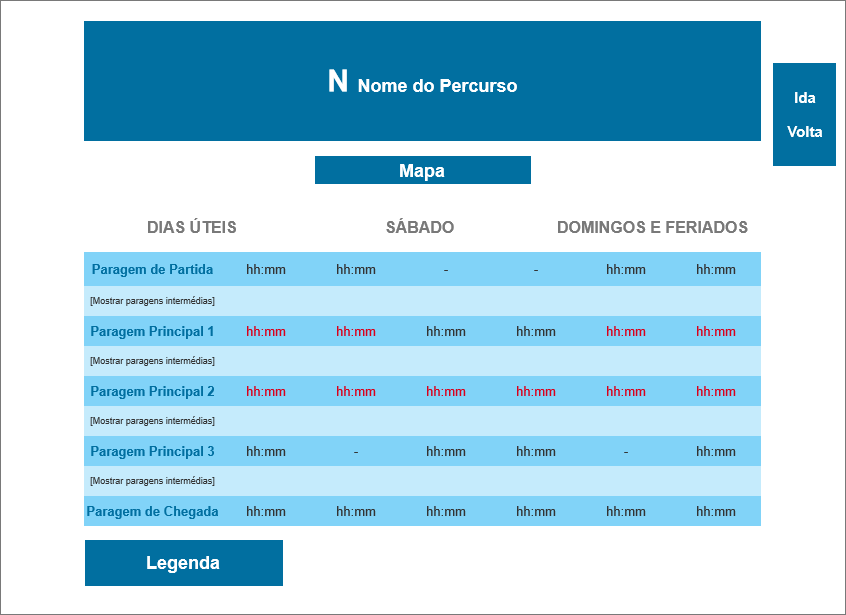 N Nome do Percurso
Ida
Volta
Mapa
DIAS ÚTEIS SÁBADO DOMINGOS E FERIADOS
Paragem de Partida hh:mm hh:mm - - hh:mm hh:mm
[Mostrar paragens intermédias]
Paragem Principal 1 hh:mm hh:mm hh:mm hh:mm hh:mm hh:mm
[Mostrar paragens intermédias]
Paragem Principal 2 hh:mm hh:mm hh:mm hh:mm hh:mm hh:mm
[Mostrar paragens intermédias]
Paragem Principal 3 hh:mm - hh:mm hh:mm - hh:mm
[Mostrar paragens intermédias]
Paragem de Chegada hh:mm hh:mm hh:mm hh:mm hh:mm hh:mm
Legenda